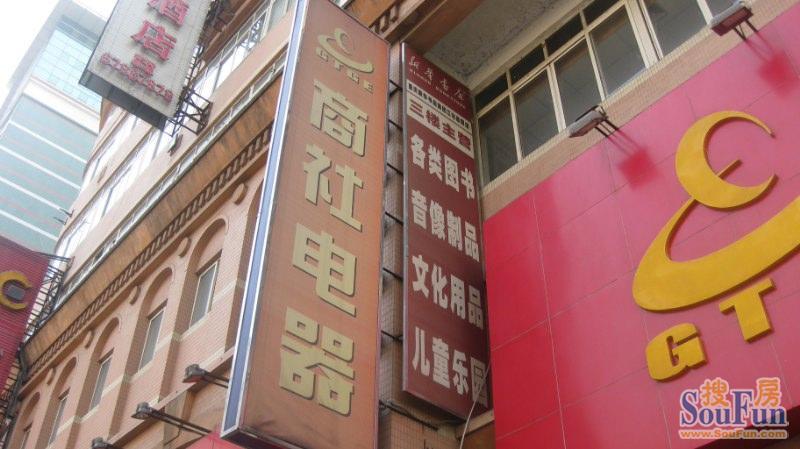 酒店
GTGE
商社电器
新华书店
XINHUA BOOKSTORE
三楼主营
各类图书
音像制品
文化用品
儿童乐园
GT
搜房
SouFun
www.SouFun.com